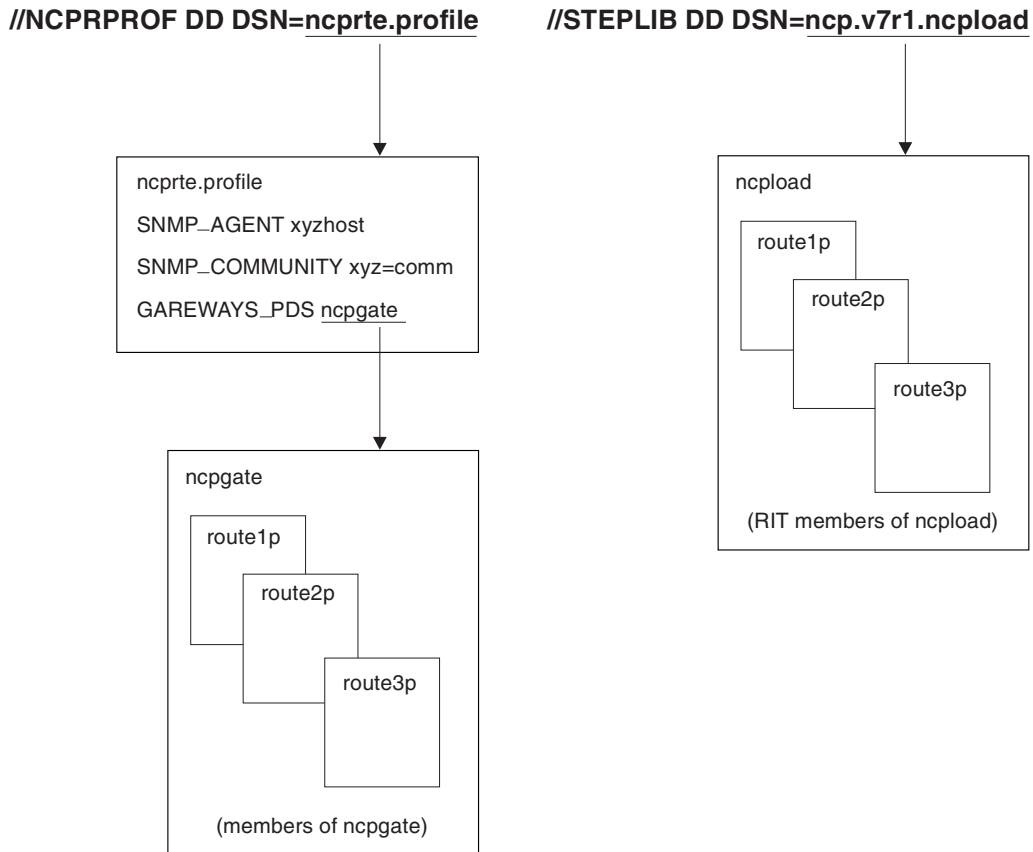 //NCPRPROF DD DSN=ncprte.profile
ncprte.profile
SNMP_AGENT xyzhost
SNMP_COMMUNITY xyz=comm
GAREWAYS_PDS ncpgate
ncpgate
route1p
route2p
route3p
(members of ncpgate)
//STEPLIB DD DSN=ncp.v7r1.ncpload
ncpload
route1p
route2p
route3p
(RIT members of ncpload)